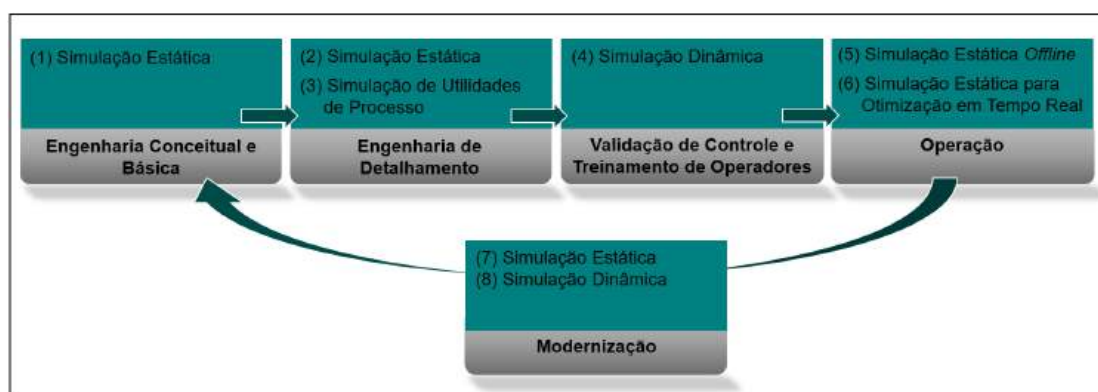 (1) Simulação Estática
Engenharia Conceitual e
Básica
(2) Simulação Estática
(3) Simulação de Utilidades
de Processo
Engenharia de
Detalhamento
(4) Simulação Dinâmica
Validação de Controle e
Treinamento de Operadores
(5) Simulação Estática Offline
(6) Simulação Estática para
Otimização em Tempo Real
Operação
(7) Simulação Estática
(8) Simulação Dinâmica
Modernização